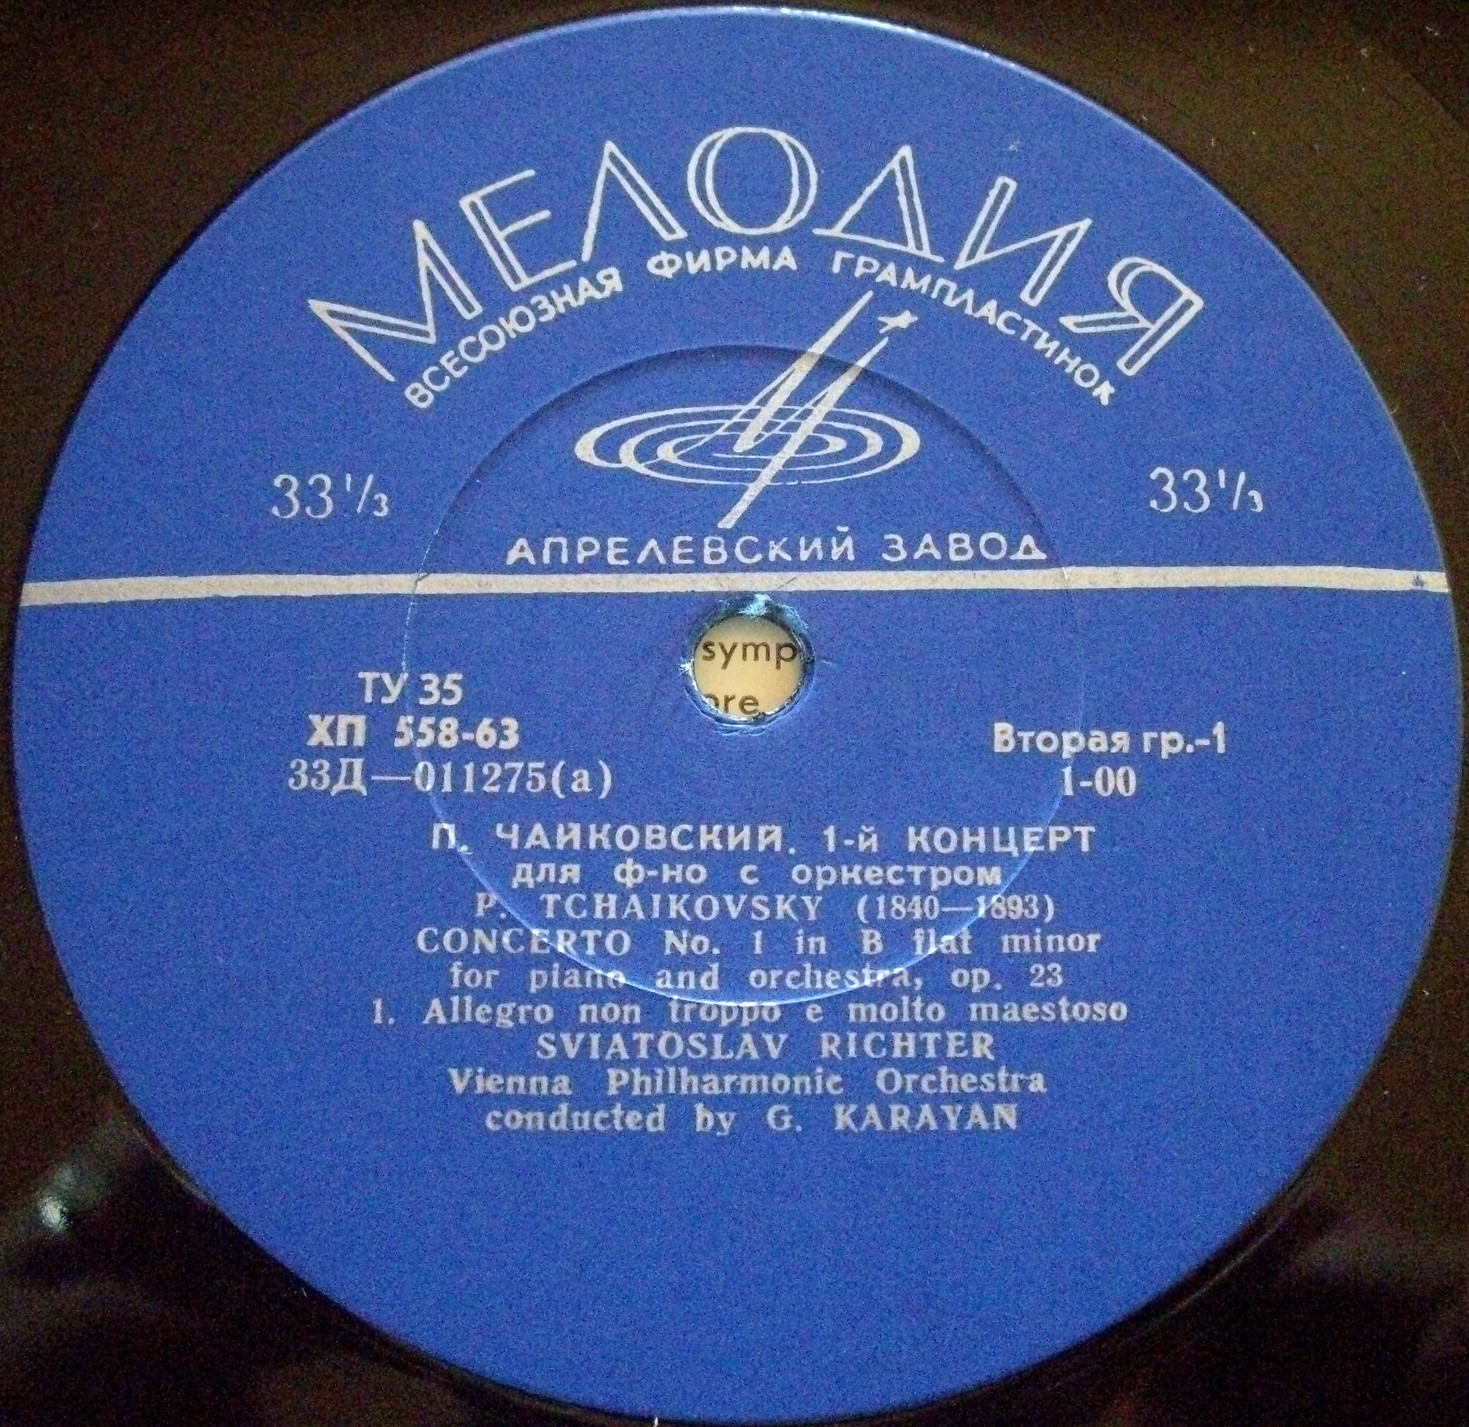 МЕЛОДИЯ
ВСЕСОЮЗНАЯ ФИРМА ГРАМПЛАСТИНОК
33⅓ 33⅓
АПРЕЛЕВСКИЙ ЗАВОД
symp
ore
ТУ 35
ХП 558-63 Вторая гр.-1
33Д—011275(а) 1-00
П. ЧАЙКОВСКИЙ. 1-й КОНЦЕРТ
для ф-но с оркестром
P. TCHAIKOVSKY (1840—1893)
CONCERTO No. 1 in B flat minor
for piano and orchestra, op. 23
1. Allegro non troppo e molto maestoso
SVIATOSLAV RICHTER
Vienna Philharmonic Orchestra
conducted by G. KARAYAN